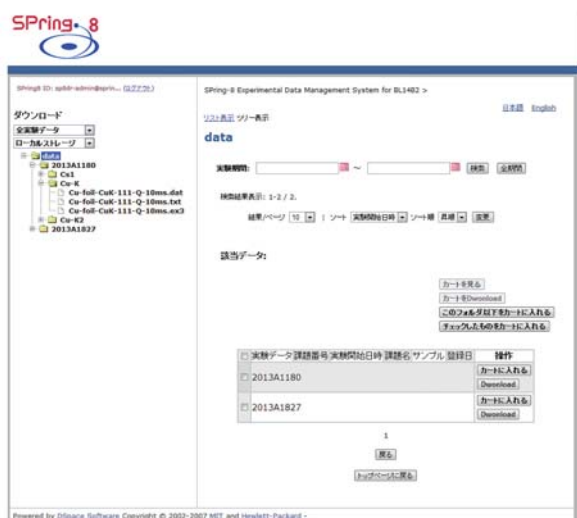 SPring-8
Spring8 ID: sp8dr-admin@sprin... (ログアウト)
ダウンロード
全実験データ
ローカルストレージ
data
2013A1180
Cs1
Cu-K
Cu-foil-CuK-111-Q-10ms.dat
Cu-foil-CuK-111-Q-10ms.txt
Cu-foil-CuK-111-Q-10ms.ex3
Cu-K2
2013A1827
SPring-8 Experimental Data Management System for BL14B2 >
日本語 English
リスト表示 ツリー表示
data
実験期間: ~ 検索 全期間
検索結果表示: 1-2 / 2.
結果/ページ 10 | ソート 実験開始日時 ソート順 昇順 変更
該当データ:
カートを見る
カートをDwonload
このフォルダ以下をカートに入れる
チェックしたものをカートに入れる
実験データ 課題番号 実験開始日時 課題名 サンプル 登録日 操作
2013A1180 カートに入れる
Dwonload
2013A1827 カートに入れる
Dwonload
1
戻る
トップページに戻る
Powered by DSpace Software Copyright © 2002-2007 MIT and Hewlett-Packard -